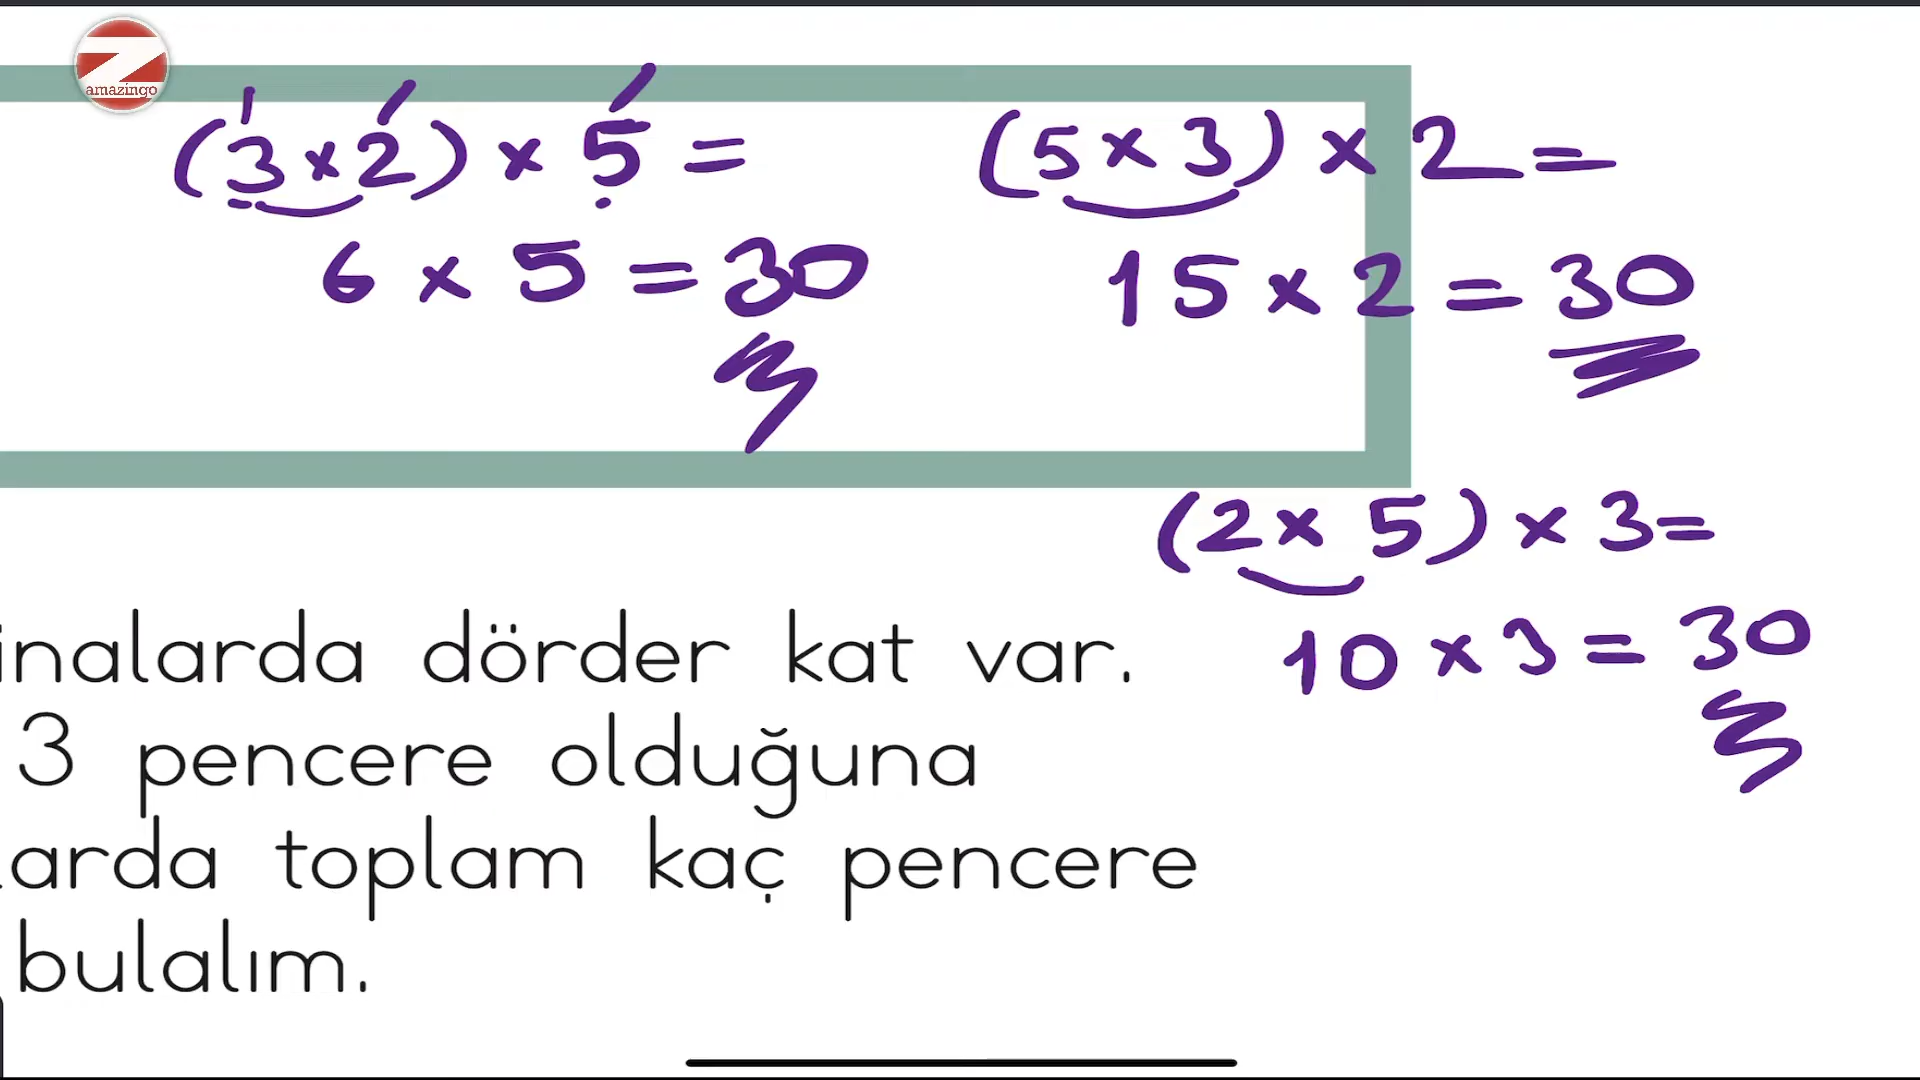 amazingo
(3 x 2) x 5 =
6 x 5 = 30
(5 x 3) x 2 =
15 x 2 = 30
(2 x 5) x 3 =
10 x 3 = 30
inalarda dörder kat var.
3 pencere olduğuna
larda toplam kaç pencere
bulalım.